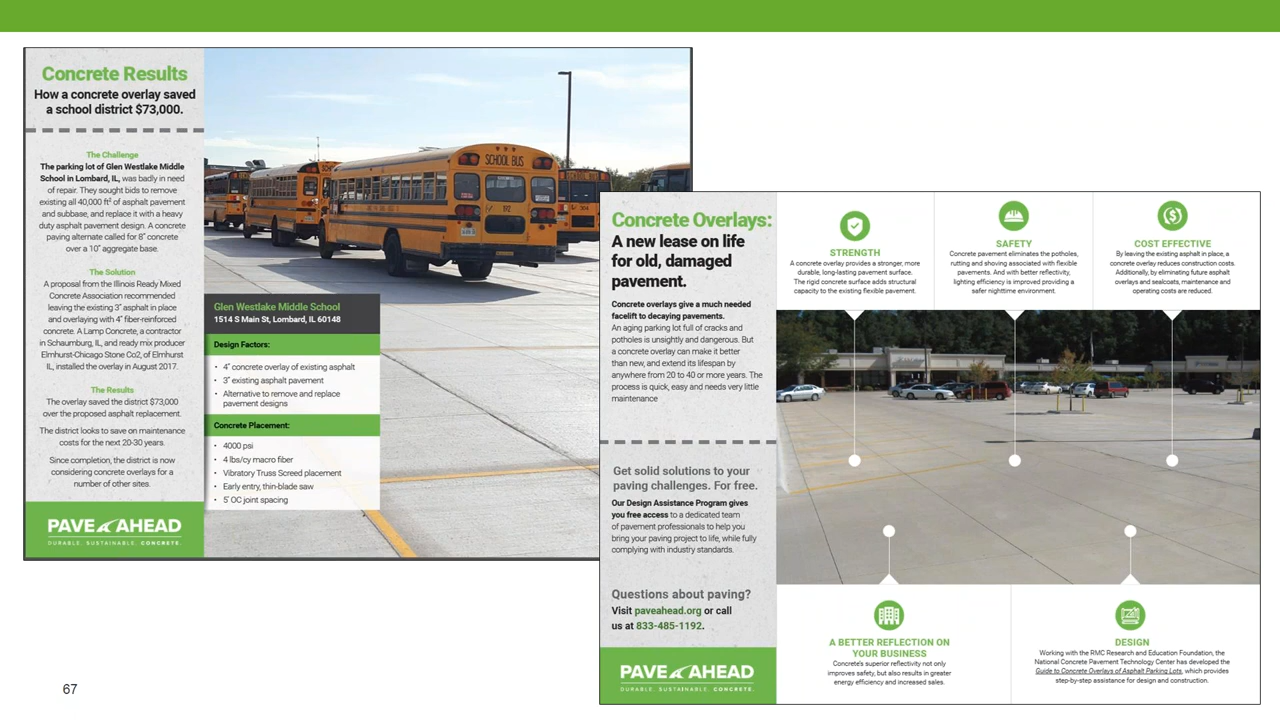 Concrete Results
How a concrete overlay saved
a school district $73,000.
The Challenge
The parking lot of Glen Westlake Middle
School in Lombard, IL, was badly in need
of repair. They sought bids to remove
existing all 40,000 ft² of asphalt pavement
and subbase, and replace it with a heavy
duty asphalt pavement design. A concrete
paving alternate called for 8” concrete
over a 10” aggregate base.
The Solution
A proposal from the Illinois Ready Mixed
Concrete Association recommended
leaving the existing 3” asphalt in place
and overlaying with 4” fiber-reinforced
concrete. A Lamp Concrete, a contractor
in Schaumburg, IL, and ready mix producer
Elmhurst-Chicago Stone Co2, of Elmhurst
IL, installed the overlay in August 2017.
The Results
The overlay saved the district $73,000
over the proposed asphalt replacement.
The district looks to save on maintenance
costs for the next 20-30 years.
Since completion, the district is now
considering concrete overlays for a
number of other sites.
PAVE AHEAD
DURABLE. SUSTAINABLE. CONCRETE.
SCHOOL BUS
Glen Westlake Middle School
1514 S Main St, Lombard, IL 60148
Design Factors:
• 4” concrete overlay of existing asphalt
• 3” existing asphalt pavement
• Alternative to remove and replace
pavement designs
Concrete Placement:
• 4000 psi
• 4 lbs/cy macro fiber
• Vibratory Truss Screed placement
• Early entry, thin-blade saw
• 5’ OC joint spacing
Concrete Overlays:
A new lease on life
for old, damaged
pavement.
Concrete overlays give a much needed
facelift to decaying pavements.
An aging parking lot full of cracks and
potholes is unsightly and dangerous. But
a concrete overlay can make it better
than new, and extend its lifespan by
anywhere from 20 to 40 or more years. The
process is quick, easy and needs very little
maintenance
Get solid solutions to your
paving challenges. For free.
Our Design Assistance Program gives
you free access to a dedicated team
of pavement professionals to help you
bring your paving project to life, while fully
complying with industry standards.
Questions about paving?
Visit paveahead.org or call
us at 833-485-1192.
PAVE AHEAD
DURABLE. SUSTAINABLE. CONCRETE.
STRENGTH
A concrete overlay provides a stronger, more
durable, long-lasting pavement surface.
The rigid concrete surface adds structural
capacity to the existing flexible pavement.
SAFETY
Concrete pavement eliminates the potholes,
rutting and shoving associated with flexible
pavements. And with better reflectivity,
lighting efficiency is improved providing a
safer nighttime environment.
COST EFFECTIVE
By leaving the existing asphalt in place, a
concrete overlay reduces construction costs.
Additionally, by eliminating future asphalt
overlays and sealcoats, maintenance and
operating costs are reduced.
A BETTER REFLECTION ON
YOUR BUSINESS
Concrete’s superior reflectivity not only
improves safety, but also results in greater
energy efficiency and increased sales.
DESIGN
Working with the RMC Research and Education Foundation, the
National Concrete Pavement Technology Center has developed the
Guide to Concrete Overlays of Asphalt Parking Lots, which provides
step-by-step assistance for design and construction.
67